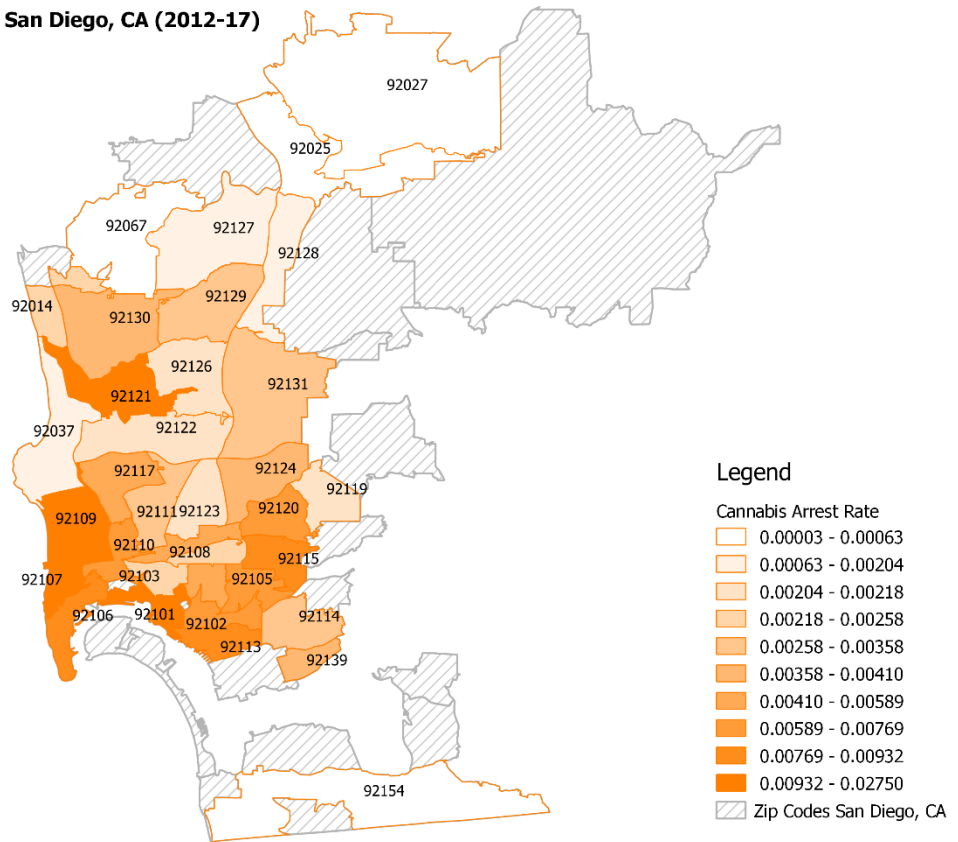 San Diego, CA (2012-17)
92027
92025
92067
92127
92128
92014
92129
92130
92126
92131
92121
92037
92122
92117
92124
92119
92109
92111
92123
92120
92110
92108
92115
92107
92103
92105
92106
92101
92102
92114
92113
92139
92154
Legend
Cannabis Arrest Rate
0.00003 - 0.00063
0.00063 - 0.00204
0.00204 - 0.00218
0.00218 - 0.00258
0.00258 - 0.00358
0.00358 - 0.00410
0.00410 - 0.00589
0.00589 - 0.00769
0.00769 - 0.00932
0.00932 - 0.02750
Zip Codes San Diego, CA